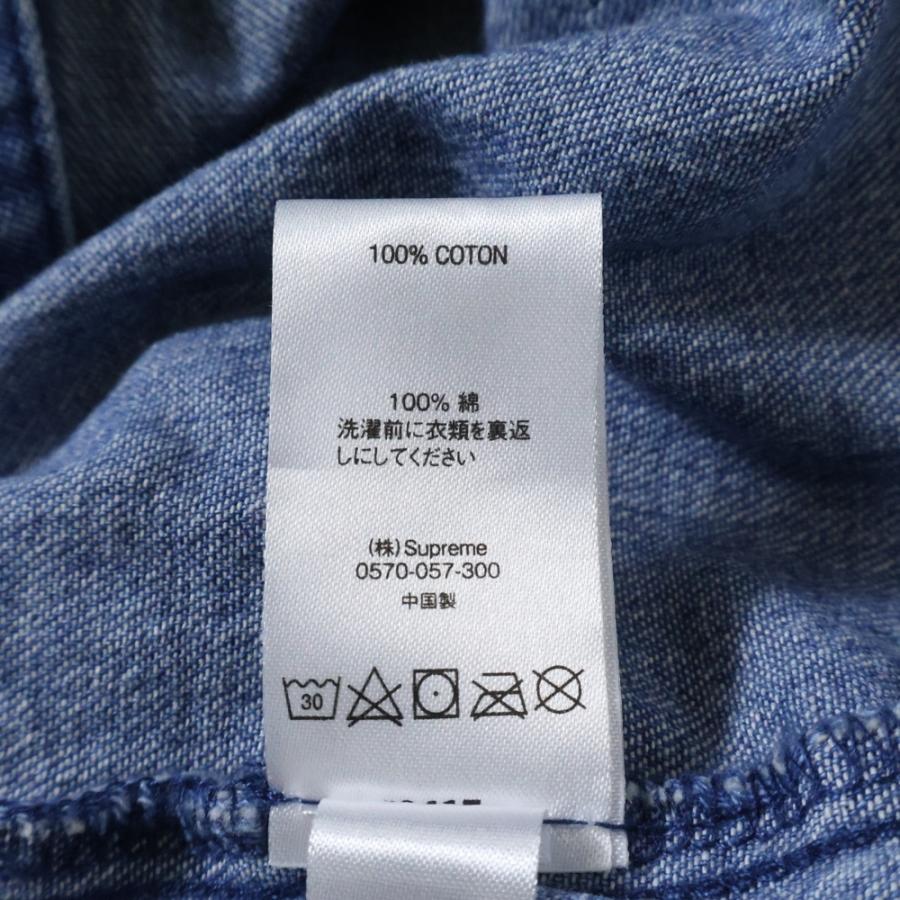 100% COTON
100% 綿
洗濯前に衣類を裏返
しにしてください
(株) Supreme
0570-057-300
中国製
30